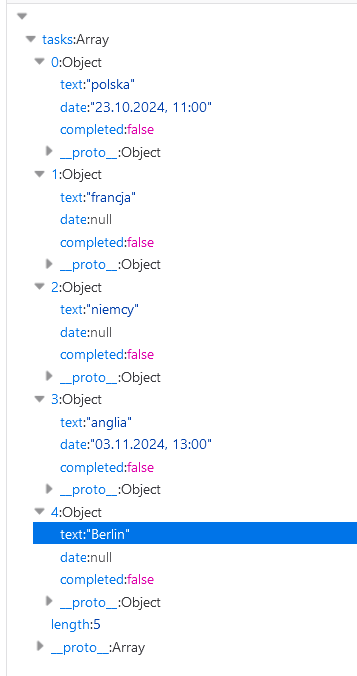 tasks:Array
0:Object
text:"polska"
date:"23.10.2024, 11:00"
completed:false
__proto__:Object
1:Object
text:"francja"
date:null
completed:false
__proto__:Object
2:Object
text:"niemcy"
date:null
completed:false
__proto__:Object
3:Object
text:"anglia"
date:"03.11.2024, 13:00"
completed:false
__proto__:Object
4:Object
text:"Berlin"
date:null
completed:false
__proto__:Object
length:5
__proto__:Array